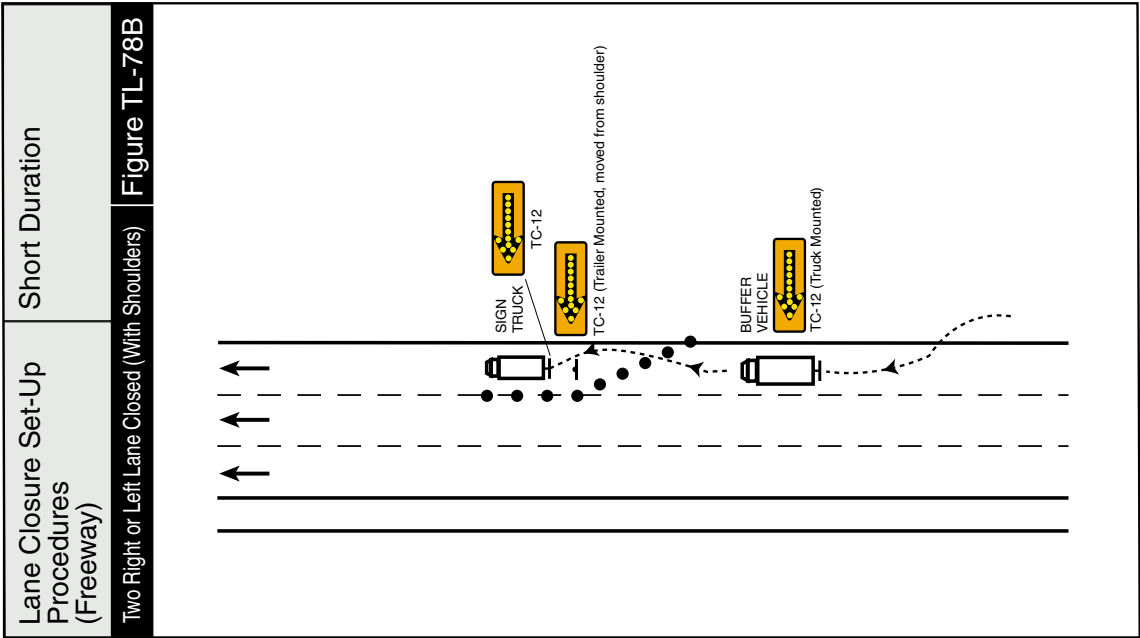 Lane Closure Set-Up
Procedures
(Freeway)
Short Duration
Two Right or Left Lane Closed (With Shoulders)
Figure TL-78B
SIGN
TRUCK
TC-12
TC-12 (Trailer Mounted, moved from shoulder)
BUFFER
VEHICLE
TC-12 (Truck Mounted)